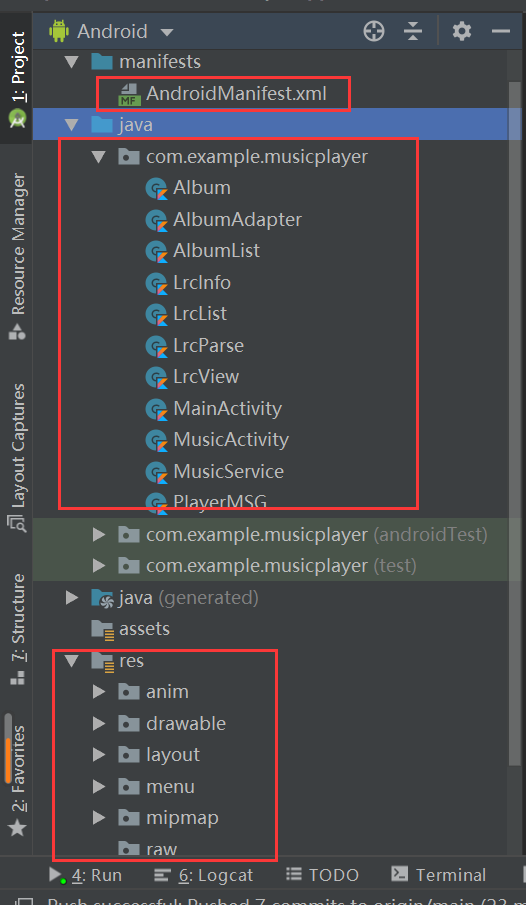 Android
manifests
AndroidManifest.xml
java
com.example.musicplayer
Album
AlbumAdapter
AlbumList
LrcInfo
LrcList
LrcParse
LrcView
MainActivity
MusicActivity
MusicService
PlayerMSG
com.example.musicplayer (androidTest)
com.example.musicplayer (test)
java (generated)
assets
res
anim
drawable
layout
menu
mipmap
raw
1: Project
Resource Manager
Layout Captures
7: Structure
2: Favorites
4: Run
6: Logcat
TODO
Terminal
Push successful: Pushed 7 commits to origin/main (23 m